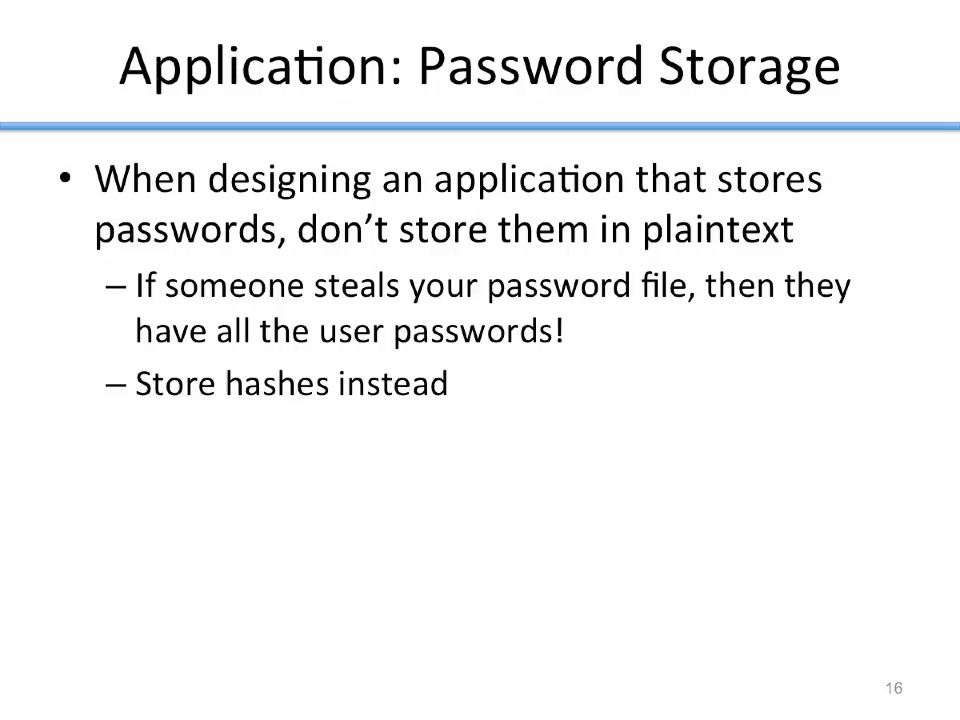 Application: Password Storage
• When designing an application that stores
passwords, don’t store them in plaintext
– If someone steals your password file, then they
have all the user passwords!
– Store hashes instead
16